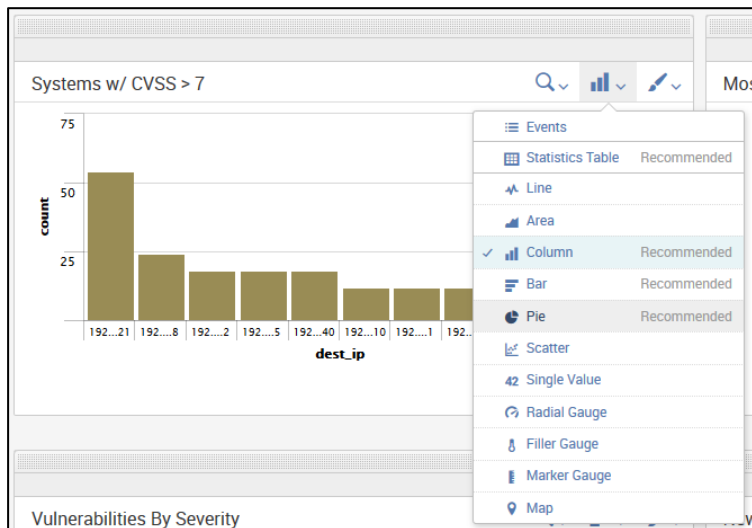 Systems w/ CVSS > 7
Mos
75
50
25
count
192...21 192....8 192....2 192....5 192...40 192...10 192....1 192..
dest_ip
Events
Statistics Table Recommended
Line
Area
Column Recommended
Bar Recommended
Pie Recommended
Scatter
42 Single Value
Radial Gauge
Filler Gauge
Marker Gauge
Map
Vulnerabilities By Severity